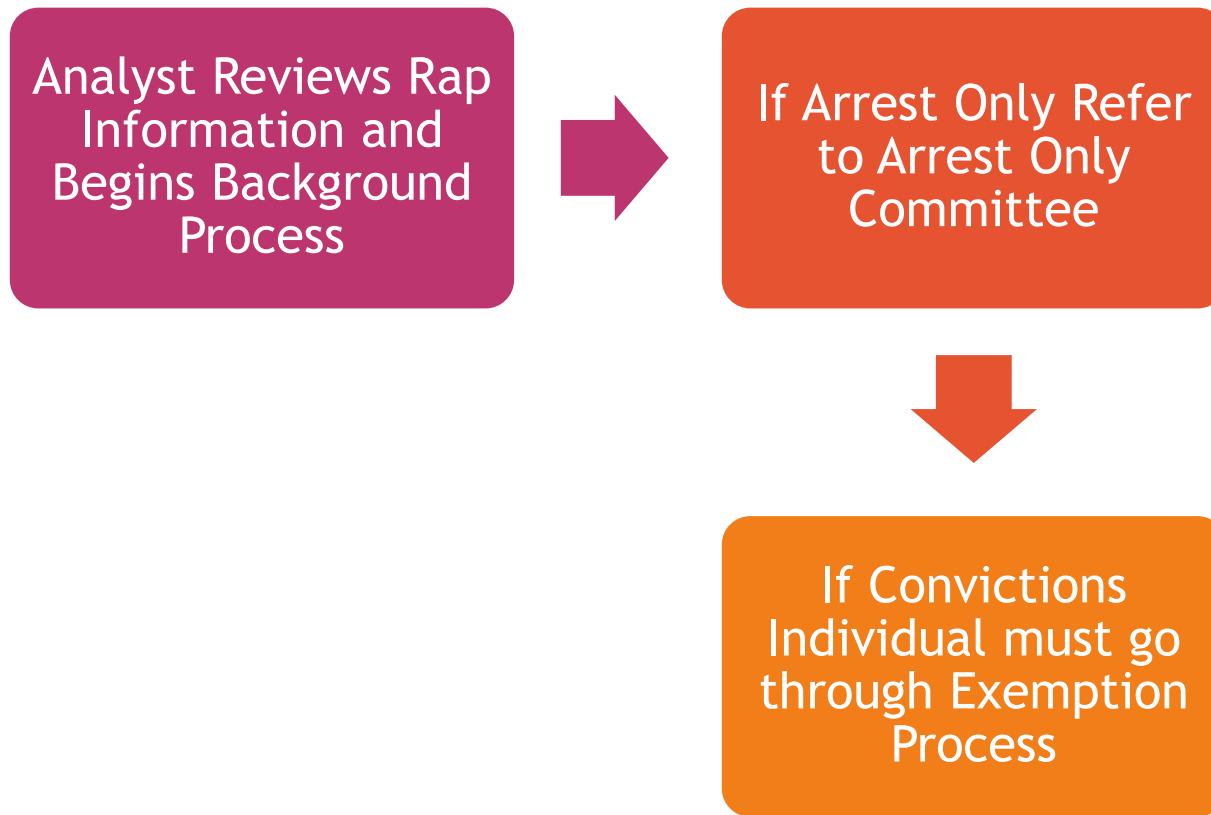 Analyst Reviews Rap
Information and
Begins Background
Process
If Arrest Only Refer
to Arrest Only
Committee
If Convictions
Individual must go
through Exemption
Process